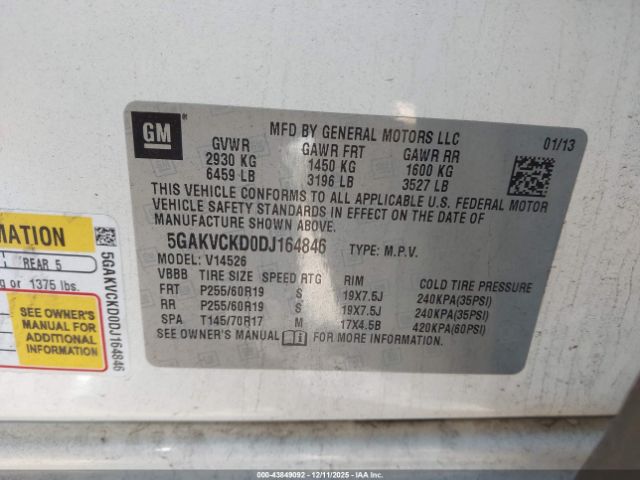 GM
MFD BY GENERAL MOTORS LLC
01/13
GVWR GAWR FRT GAWR RR
2930 KG 1450 KG 1600 KG
6459 LB 3196 LB 3527 LB
THIS VEHICLE CONFORMS TO ALL APPLICABLE U.S. FEDERAL MOTOR
VEHICLE SAFETY STANDARDS IN EFFECT ON THE DATE OF
MANUFACTURE SHOWN ABOVE.
5GAKVCKD0DJ164846 TYPE: M.P.V.
MODEL: V14526
VBBB TIRE SIZE SPEED RTG RIM COLD TIRE PRESSURE
FRT P255/60R19 S 19X7.5J 240KPA(35PSI)
RR P255/60R19 S 19X7.5J 240KPA(35PSI)
SPA T145/70R17 M 17X4.5B 420KPA(60PSI)
SEE OWNER'S MANUAL FOR MORE INFORMATION.
MATION
REAR 5
or 1375 lbs.
SEE OWNER'S
MANUAL FOR
ADDITIONAL
INFORMATION
5GAKVCKD0DJ164846
000-43849092 - 12/11/2025 - IAA Inc.